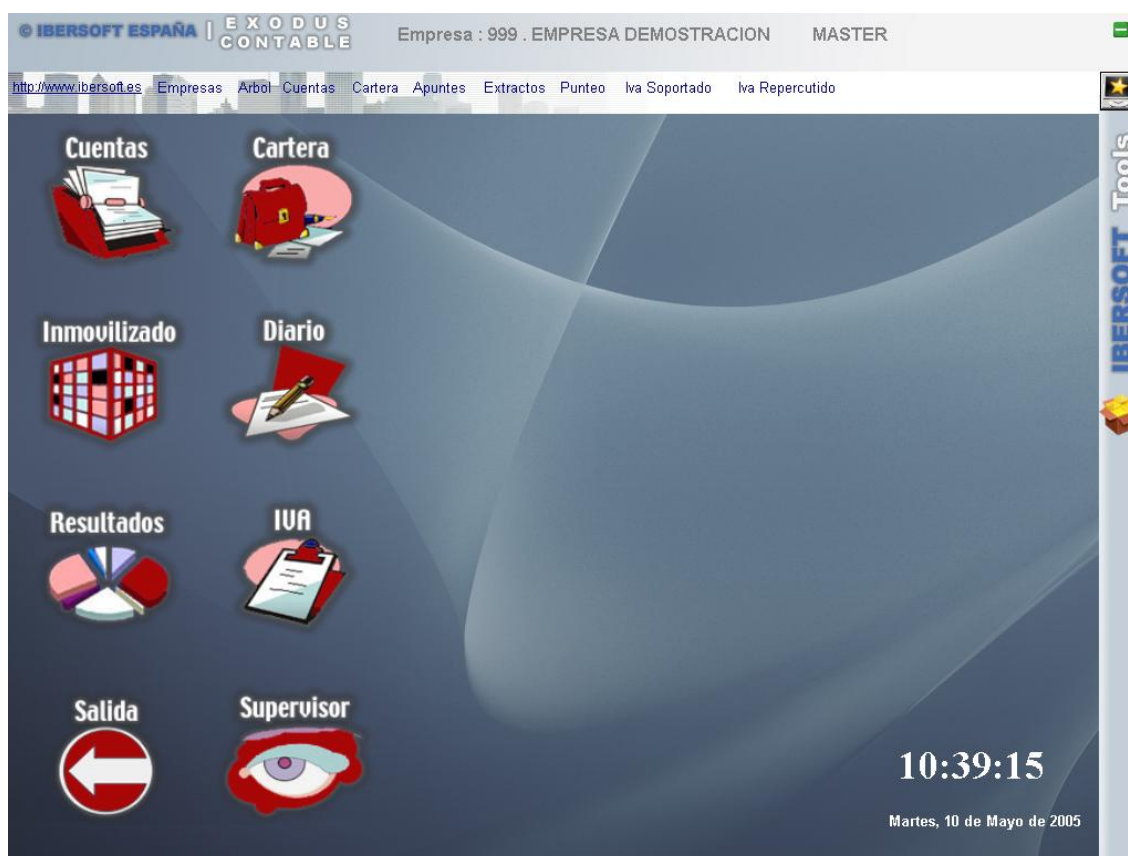 © IBERSOFT ESPAÑA | EXODUS CONTABLE Empresa : 999 . EMPRESA DEMOSTRACION MASTER
http://www.ibersoft.es Empresas Arbol Cuentas Cartera Apuntes Extractos Punteo Iva Soportado Iva Repercutido
Cuentas Cartera
Inmovilizado Diario
Resultados IVA
Salida Supervisor
10:39:15
Martes, 10 de Mayo de 2005
IBERSOFT Tools